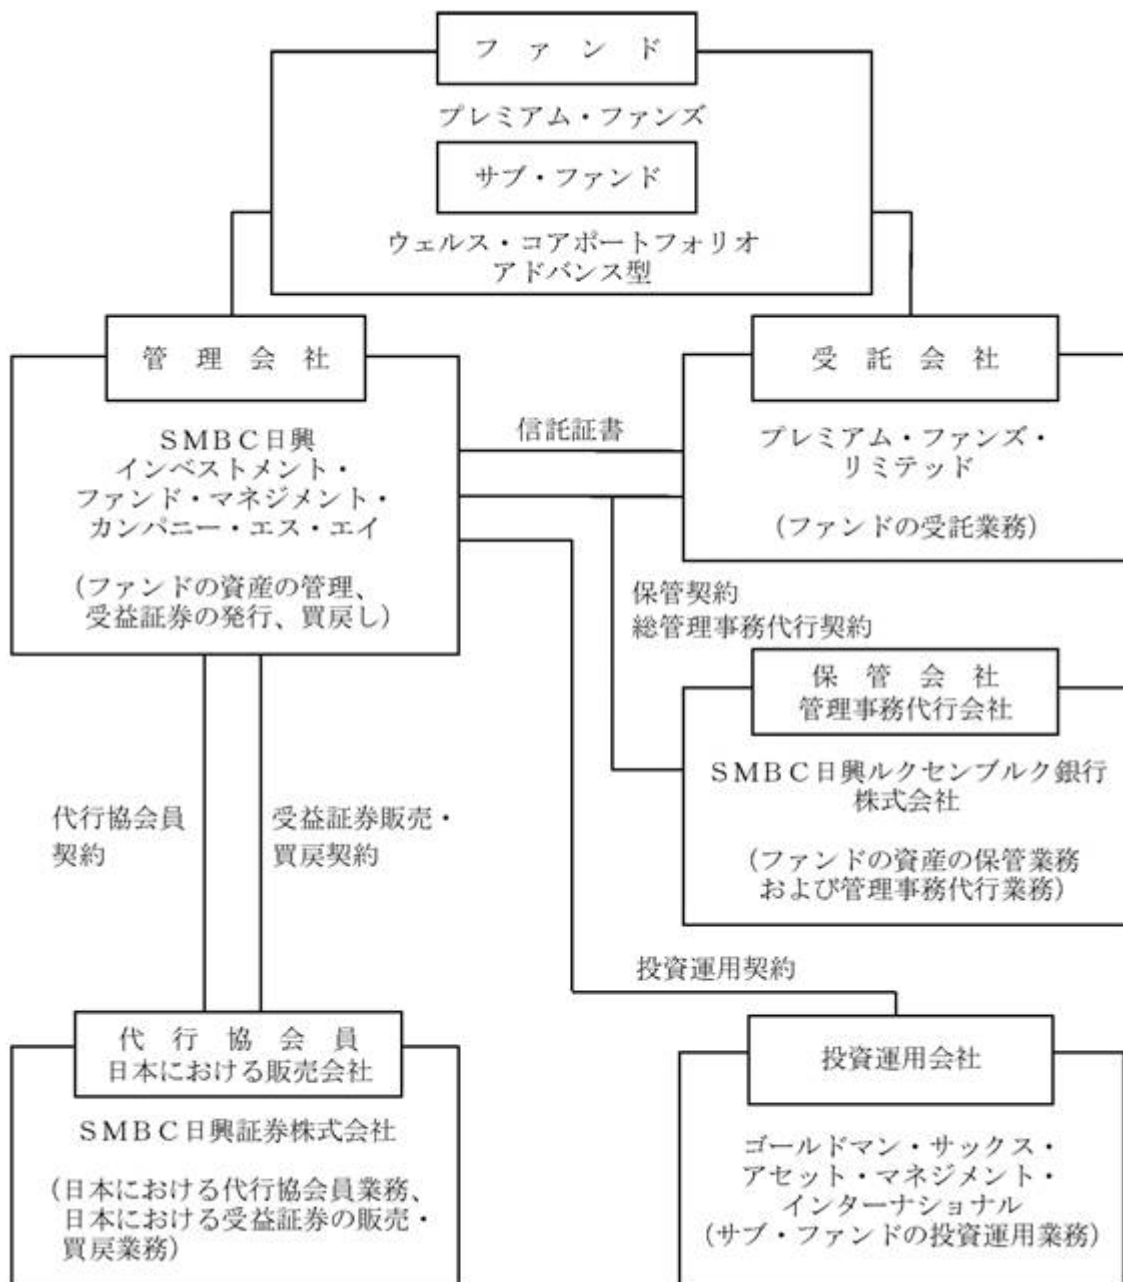 ファンド
プレミアム・ファンズ
サブ・ファンド
ウェルス・コアポートフォリオ
アドバンス型
管理会社
SMBC日興
インベストメント・
ファンド・マネジメント・
カンパニー・エス・エイ
(ファンドの資産の管理、
受益証券の発行、買戻し)
信託証書
受託会社
プレミアム・ファンズ・
リミテッド
(ファンドの受託業務)
保管契約
総管理事務代行契約
保管会社
管理事務代行会社
SMBC日興ルクセンブルク銀行
株式会社
(ファンドの資産の保管業務
および管理事務代行業務)
代行協会員
契約
受益証券販売・
買戻契約
投資運用契約
代行協会員
日本における販売会社
SMBC日興証券株式会社
(日本における代行協会員業務、
日本における受益証券の販売・
買戻業務)
投資運用会社
ゴールドマン・サックス・
アセット・マネジメント・
インターナショナル
(サブ・ファンドの投資運用業務)